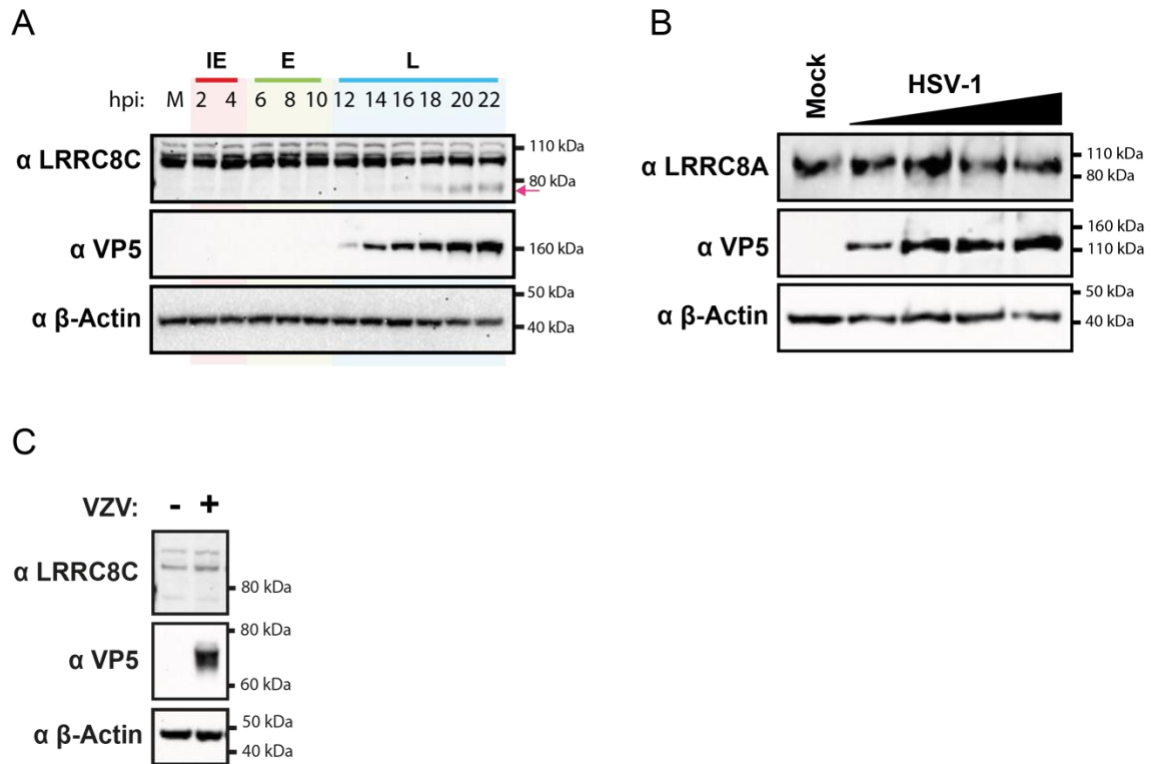 A
IE E L
hpi: M 2 4 6 8 10 12 14 16 18 20 22
α LRRC8C
110 kDa
80 kDa
α VP5
160 kDa
α β-Actin
50 kDa
40 kDa
B
Mock
HSV-1
α LRRC8A
110 kDa
80 kDa
α VP5
160 kDa
110 kDa
α β-Actin
50 kDa
40 kDa
C
VZV: - +
α LRRC8C
80 kDa
α VP5
80 kDa
60 kDa
α β-Actin
50 kDa
40 kDa